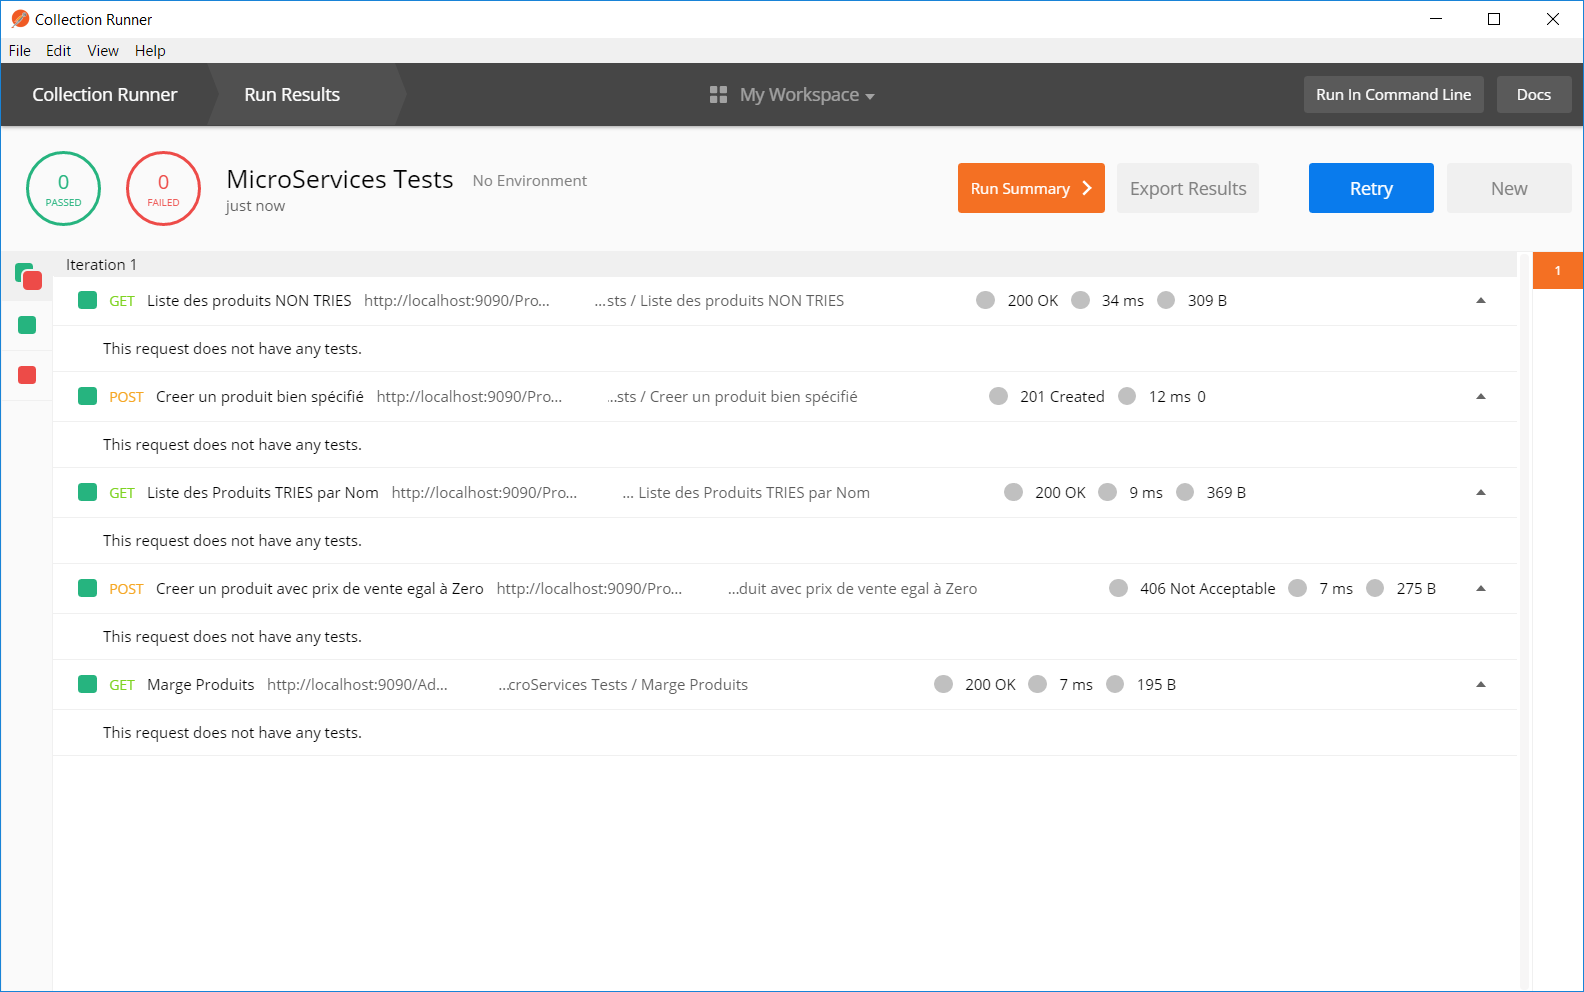 Collection Runner
File Edit View Help
Collection Runner Run Results My Workspace Run In Command Line Docs
0 PASSED
0 FAILED
MicroServices Tests No Environment
just now
Run Summary Export Results Retry New
Iteration 1
1
GET Liste des produits NON TRIES http://localhost:9090/Pro... ...sts / Liste des produits NON TRIES 200 OK 34 ms 309 B
This request does not have any tests.
POST Creer un produit bien spécifié http://localhost:9090/Pro... ...sts / Creer un produit bien spécifié 201 Created 12 ms 0
This request does not have any tests.
GET Liste des Produits TRIES par Nom http://localhost:9090/Pro... ... Liste des Produits TRIES par Nom 200 OK 9 ms 369 B
This request does not have any tests.
POST Creer un produit avec prix de vente egal à Zero http://localhost:9090/Pro... ...duit avec prix de vente egal à Zero 406 Not Acceptable 7 ms 275 B
This request does not have any tests.
GET Marge Produits http://localhost:9090/Ad... ...croServices Tests / Marge Produits 200 OK 7 ms 195 B
This request does not have any tests.